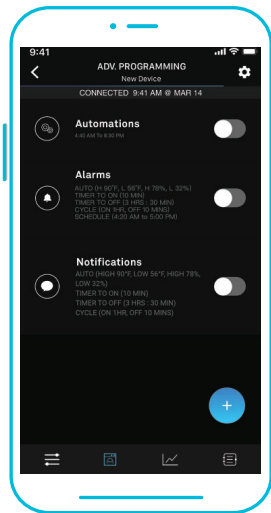 9:41
ADV. PROGRAMMING
New Device
CONNECTED 9:41 AM @ MAR 14
Automations
4:40 AM To 8:30 PM
Alarms
AUTO (H 90°F, L 56°F, H 78%, L 32%)
TIMER TO ON (10 MIN)
TIMER TO OFF (3 HRS : 30 MIN)
CYCLE (ON 1HR, OFF 10 MINS)
SCHEDULE (4:20 AM to 5:00 PM)
Notifications
AUTO (HIGH 90°F, LOW 56°F, HIGH 78%,
LOW 32%)
TIMER TO ON (10 MIN)
TIMER TO OFF (3 HRS : 30 MIN)
CYCLE (ON 1HR, OFF 10 MINS)